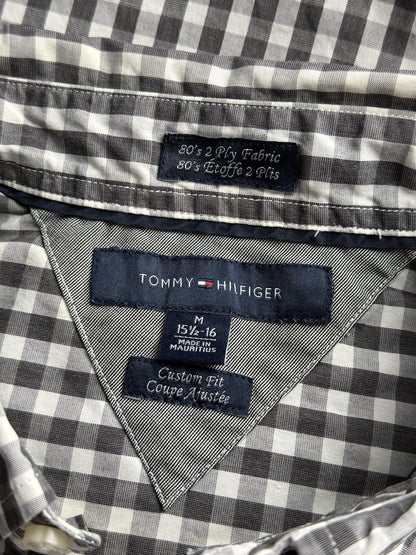 80's 2 Ply Fabric
80's Étoffe 2 Plis
TOMMY HILFIGER
M
15½-16
MADE IN
MAURITIUS
Custom Fit
Coupe Ajustée